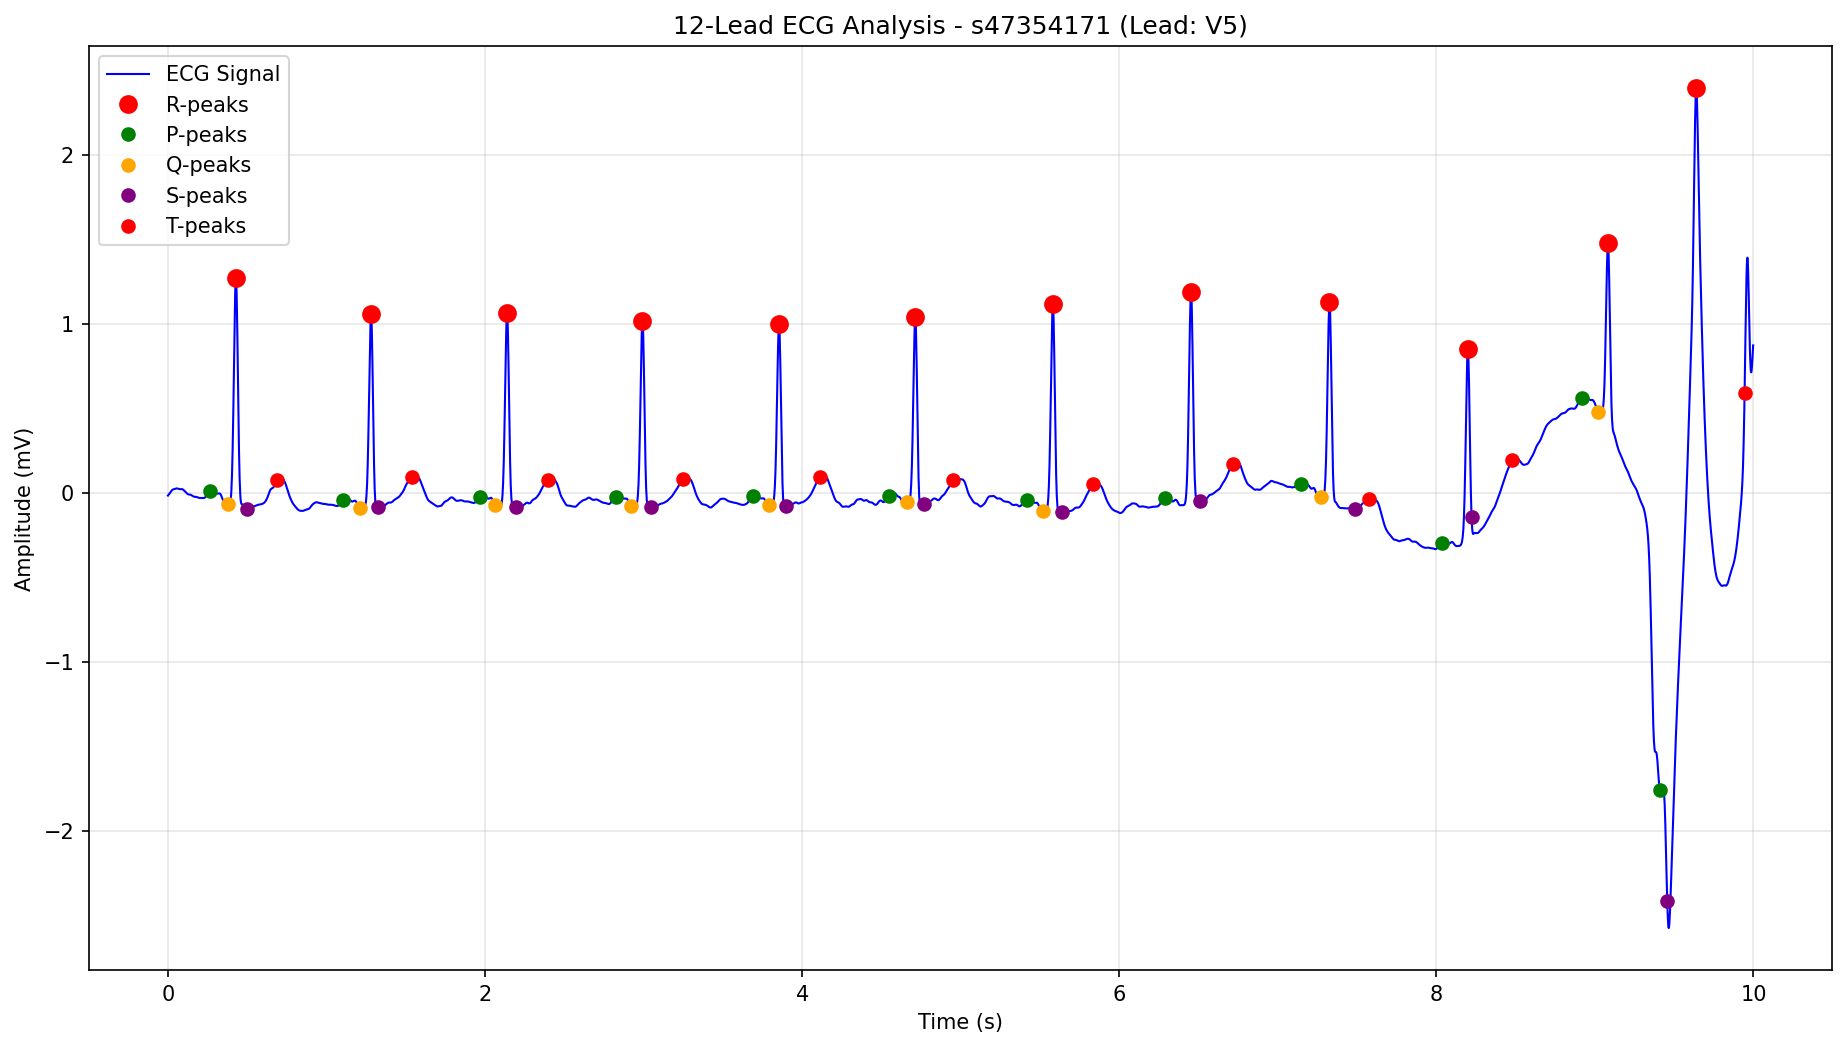 12-Lead ECG Analysis - s47354171 (Lead: V5)
ECG Signal
R-peaks
P-peaks
Q-peaks
S-peaks
T-peaks
2
1
0
−1
−2
Amplitude (mV)
0 2 4 6 8 10
Time (s)